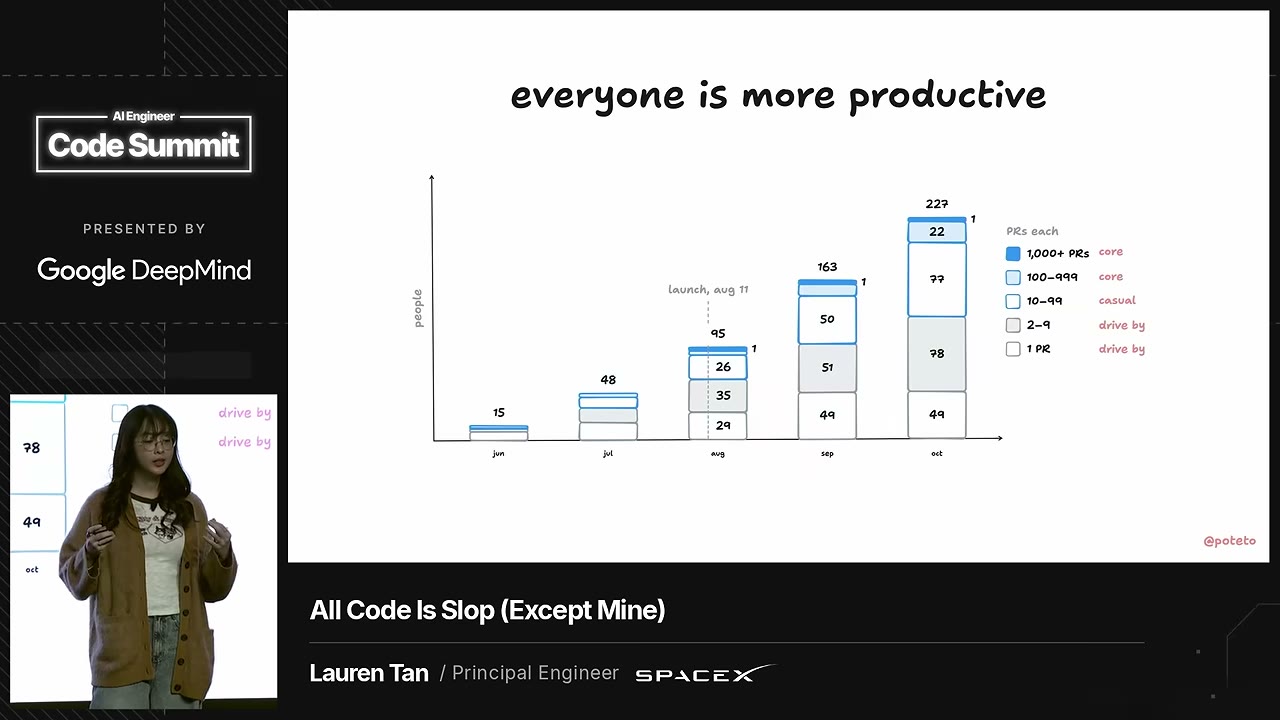 AI Engineer
Code Summit
PRESENTED BY
Google DeepMind
everyone is more productive
people
launch, aug 11
15
48
95
1
26
35
29
163
1
50
51
49
227
1
22
77
78
49
jun
jul
aug
sep
oct
PRs each
1,000+ PRs core
100-999 core
10-99 casual
2-9 drive by
1 PR drive by
@poteto
drive by
drive by
78
49
oct
All Code Is Slop (Except Mine)
Lauren Tan / Principal Engineer SPACEX